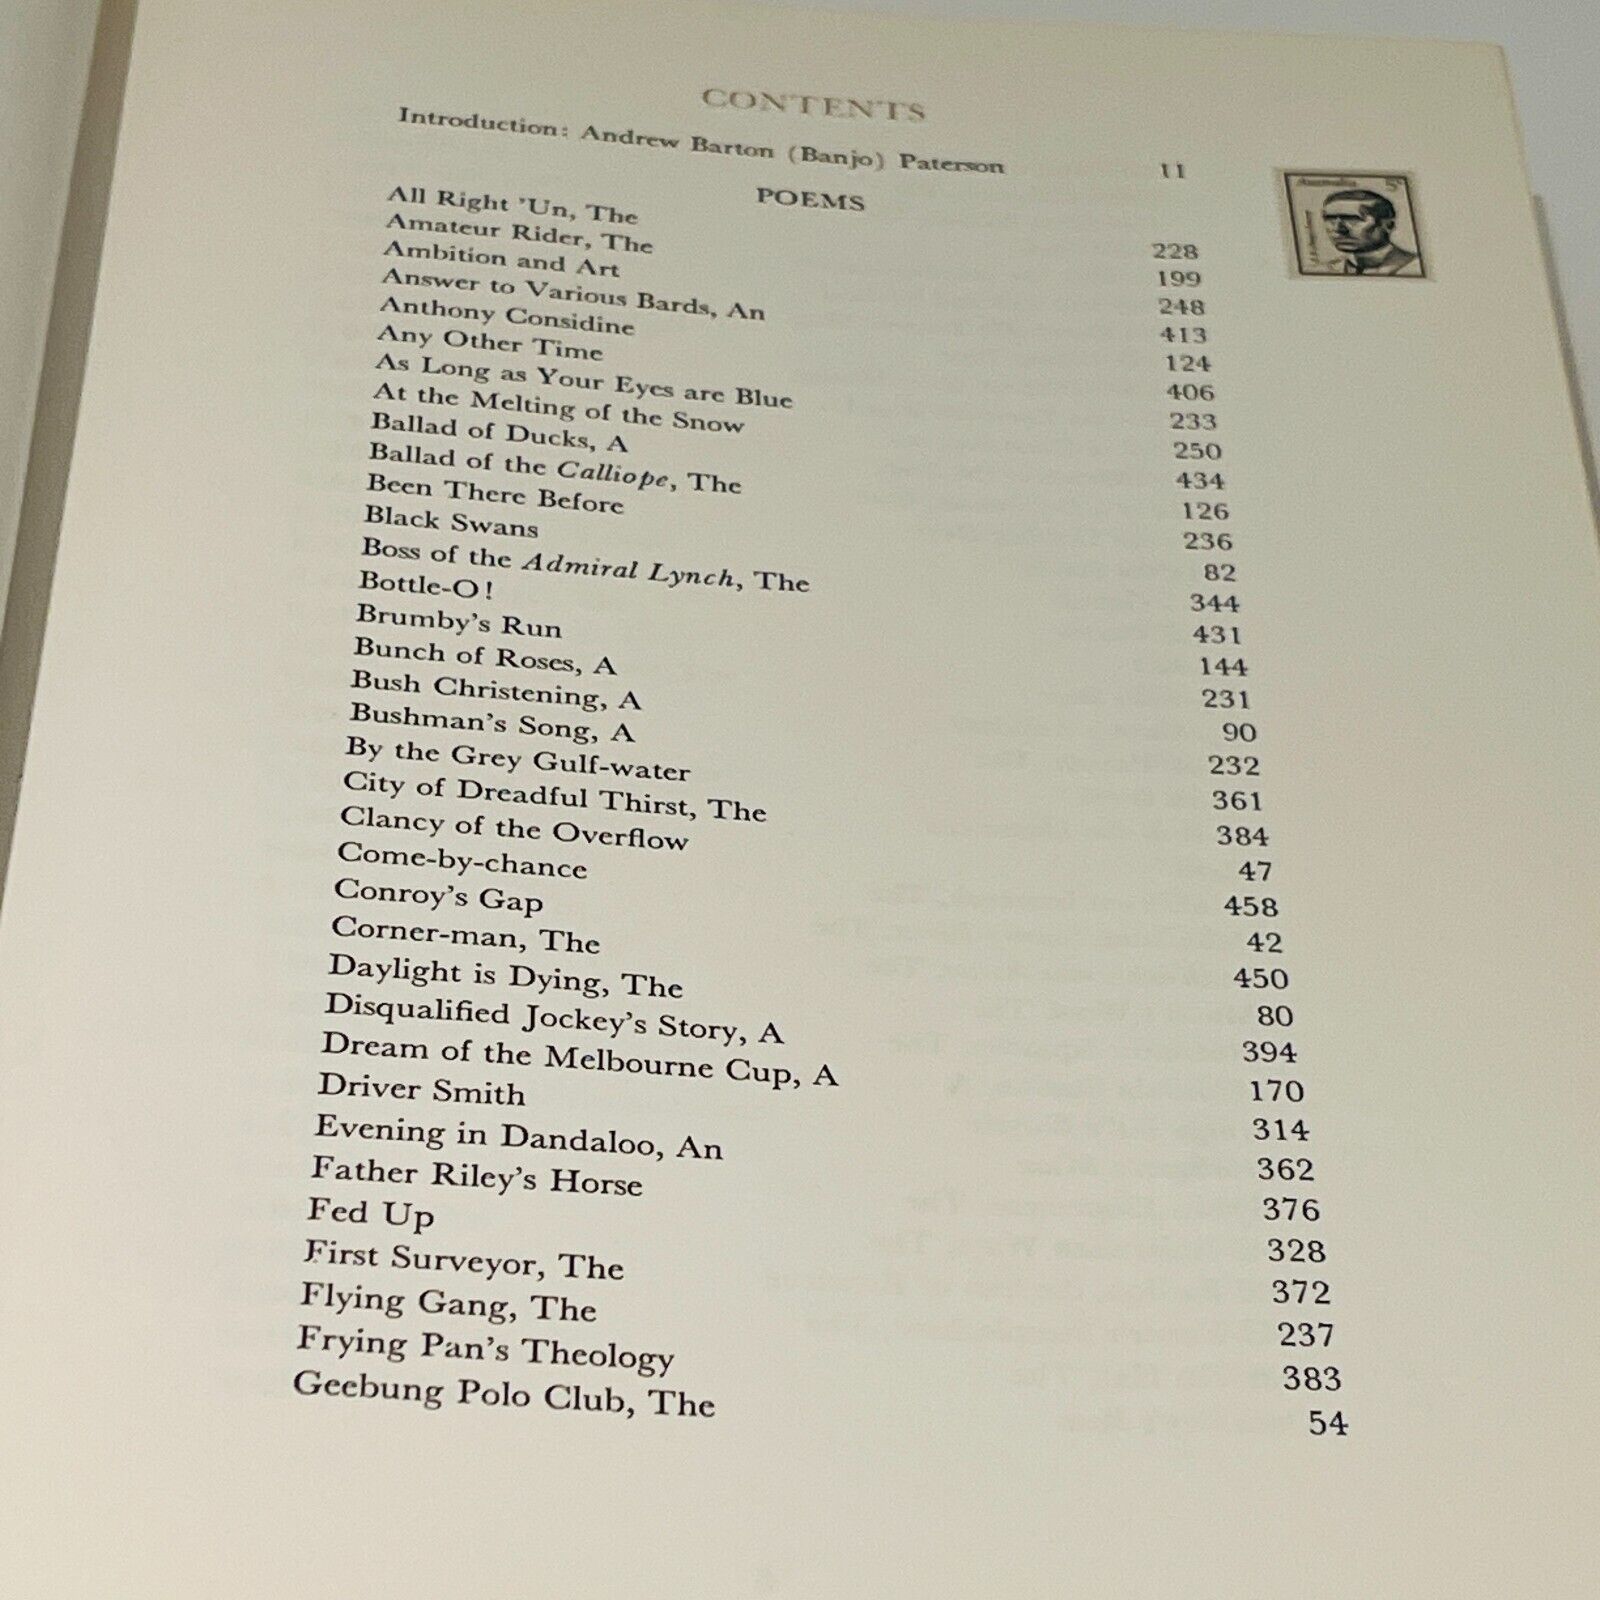 CONTENTS
Introduction: Andrew Barton (Banjo) Paterson 11
POEMS
All Right 'Un, The 228
Amateur Rider, The 199
Ambition and Art 248
Answer to Various Bards, An 413
Anthony Considine 124
Any Other Time 406
As Long as Your Eyes are Blue 233
At the Melting of the Snow 250
Ballad of Ducks, A 434
Ballad of the Calliope, The 126
Been There Before 236
Black Swans 82
Boss of the Admiral Lynch, The 344
Bottle-O! 431
Brumby's Run 144
Bunch of Roses, A 231
Bush Christening, A 90
Bushman's Song, A 232
By the Grey Gulf-water 361
City of Dreadful Thirst, The 384
Clancy of the Overflow 47
Come-by-chance 458
Conroy's Gap 42
Corner-man, The 450
Daylight is Dying, The 80
Disqualified Jockey's Story, A 394
Dream of the Melbourne Cup, A 170
Driver Smith 314
Evening in Dandaloo, An 362
Father Riley's Horse 376
Fed Up 328
First Surveyor, The 372
Flying Gang, The 237
Frying Pan's Theology 383
Geebung Polo Club, The 54
Australia 5c